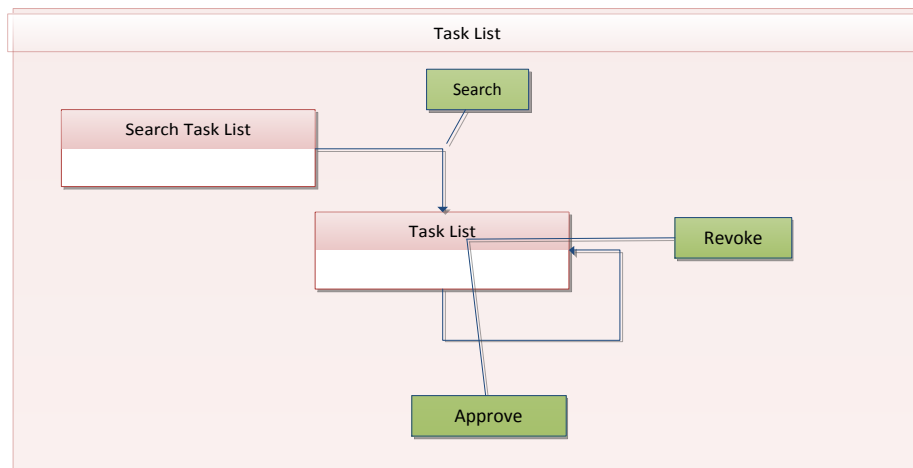 Task List
Search
Search Task List
Task List
Revoke
Approve